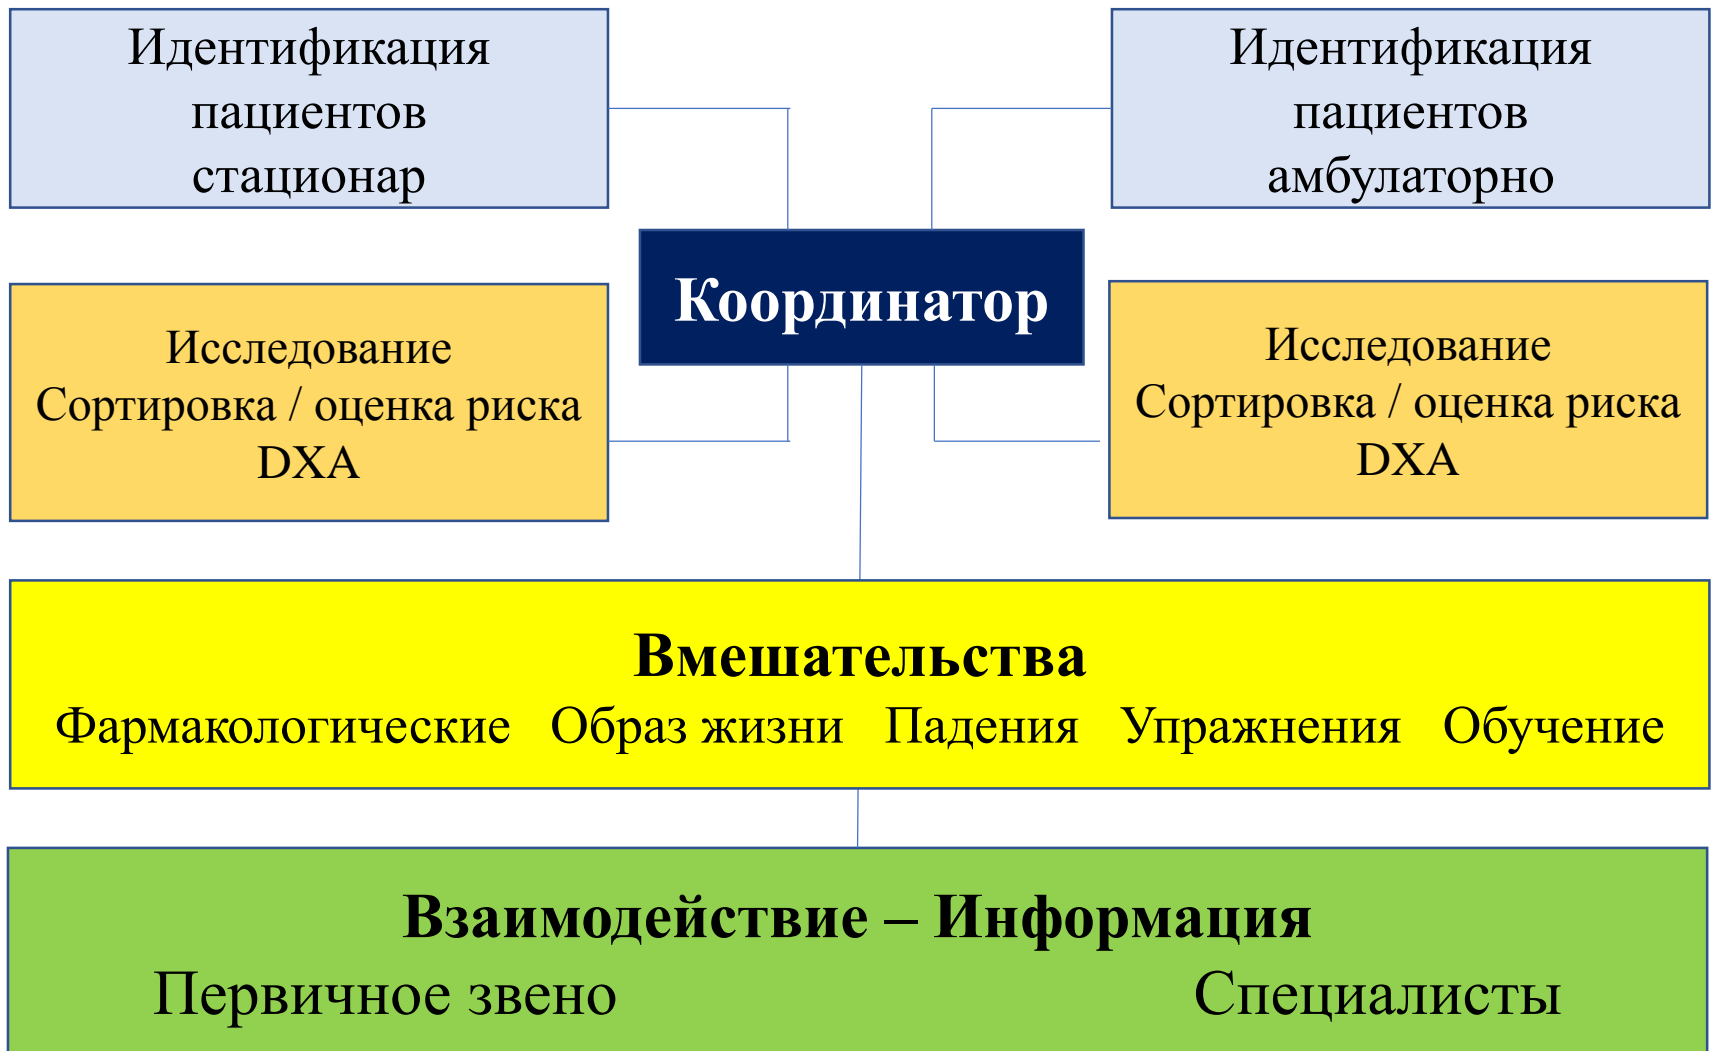 Идентификация
пациентов
стационар
Идентификация
пациентов
амбулаторно
Координатор
Исследование
Сортировка / оценка риска
DXA
Исследование
Сортировка / оценка риска
DXA
Вмешательства
Фармакологические Образ жизни Падения Упражнения Обучение
Взаимодействие – Информация
Первичное звено Специалисты